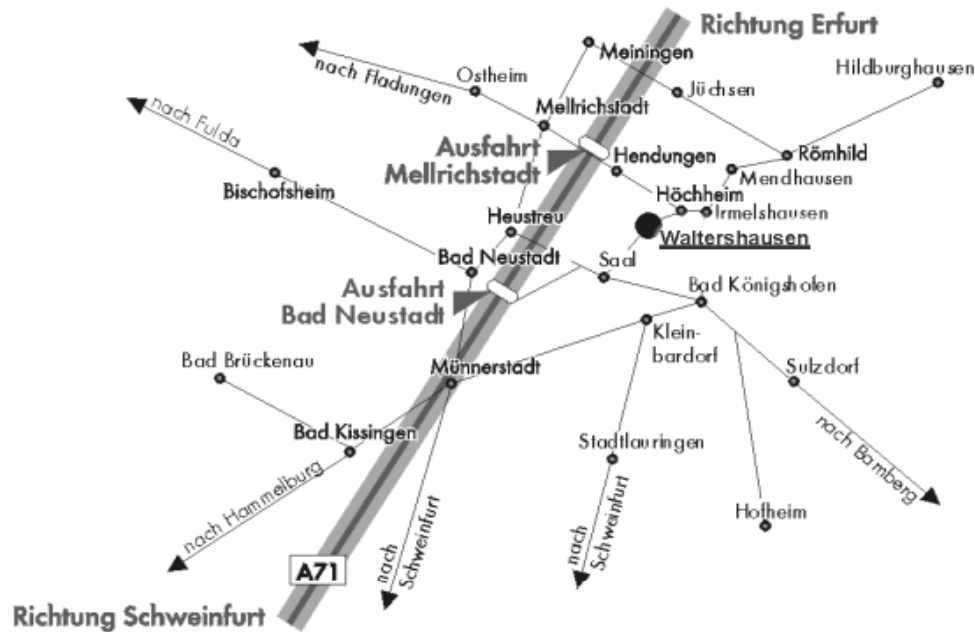 Richtung Erfurt
Meiningen
nach Fladungen
Ostheim
Jüchsen
Hildburghausen
nach Fulda
Mellrichstadt
Ausfahrt
Mellrichstadt
Hendungen
Römhild
Mendhausen
Bischofsheim
Höchheim
Irmelshausen
Heustreu
Waltershausen
Bad Neustadt
Saal
Ausfahrt
Bad Neustadt
Bad Königshofen
Klein-
bardorf
Bad Brückenau
Münnerstadt
Sulzdorf
Bad Kissingen
Stadtlauringen
nach Bamberg
nach Hammelburg
Hofheim
nach
Schweinfurt
nach
Schweinfurt
A71
Richtung Schweinfurt